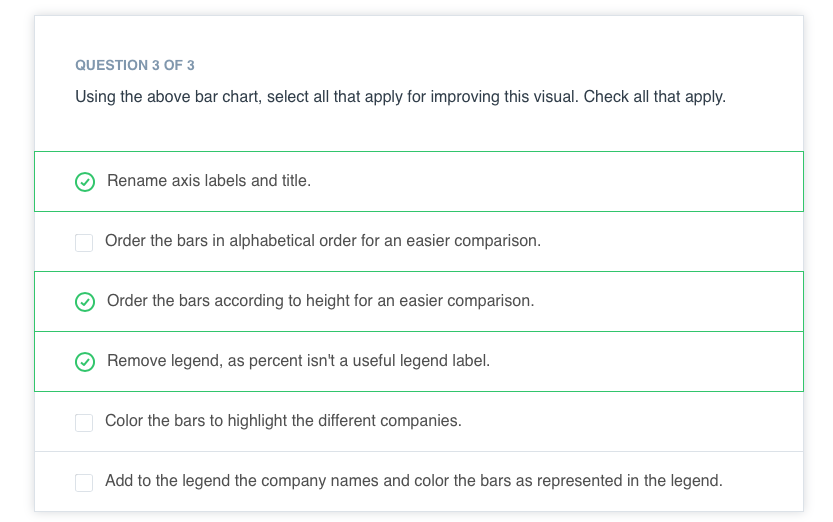 QUESTION 3 OF 3
Using the above bar chart, select all that apply for improving this visual. Check all that apply.
Rename axis labels and title.
Order the bars in alphabetical order for an easier comparison.
Order the bars according to height for an easier comparison.
Remove legend, as percent isn't a useful legend label.
Color the bars to highlight the different companies.
Add to the legend the company names and color the bars as represented in the legend.